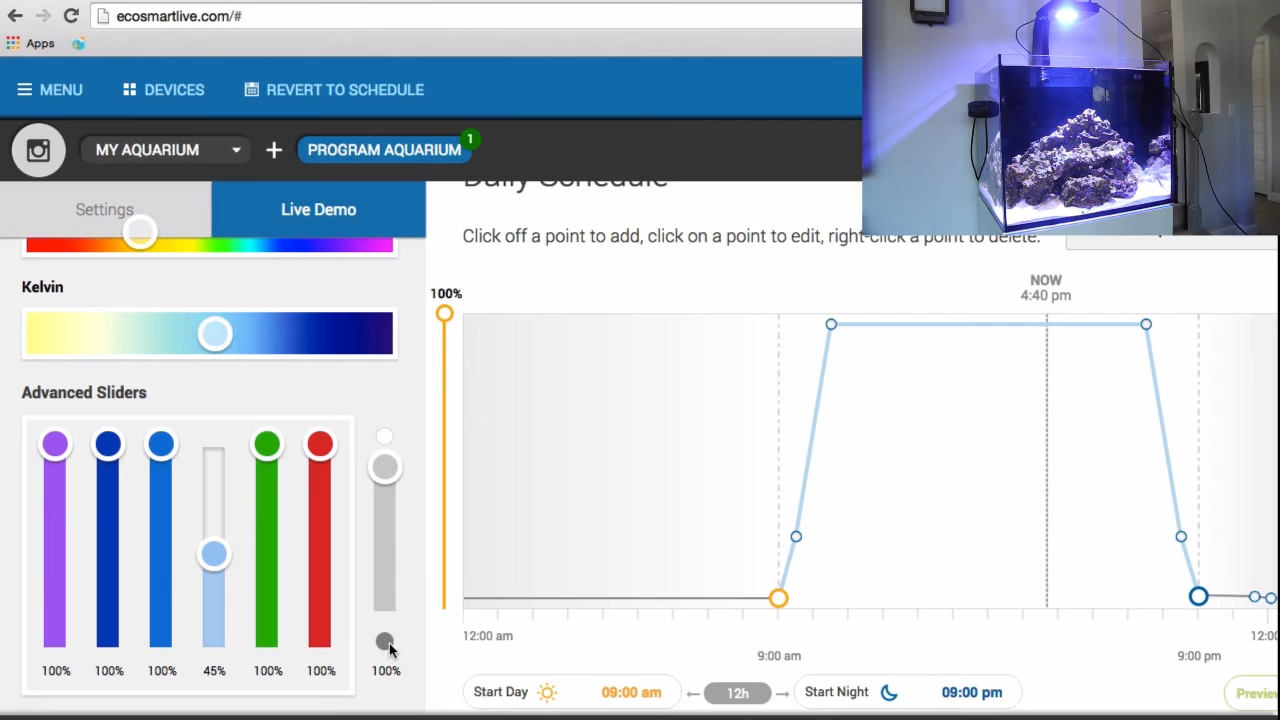 ecosmartlive.com/#
Apps
MENU
DEVICES
REVERT TO SCHEDULE
MY AQUARIUM
PROGRAM AQUARIUM
1
Settings
Live Demo
Daily Schedule
Click off a point to add, click on a point to edit, right-click a point to delete.
Kelvin
100%
NOW
4:40 pm
Advanced Sliders
100% 100% 100% 45% 100% 100% 100%
12:00 am
12:00
9:00 am
9:00 pm
Start Day 09:00 am
12h
Start Night 09:00 pm
Preview